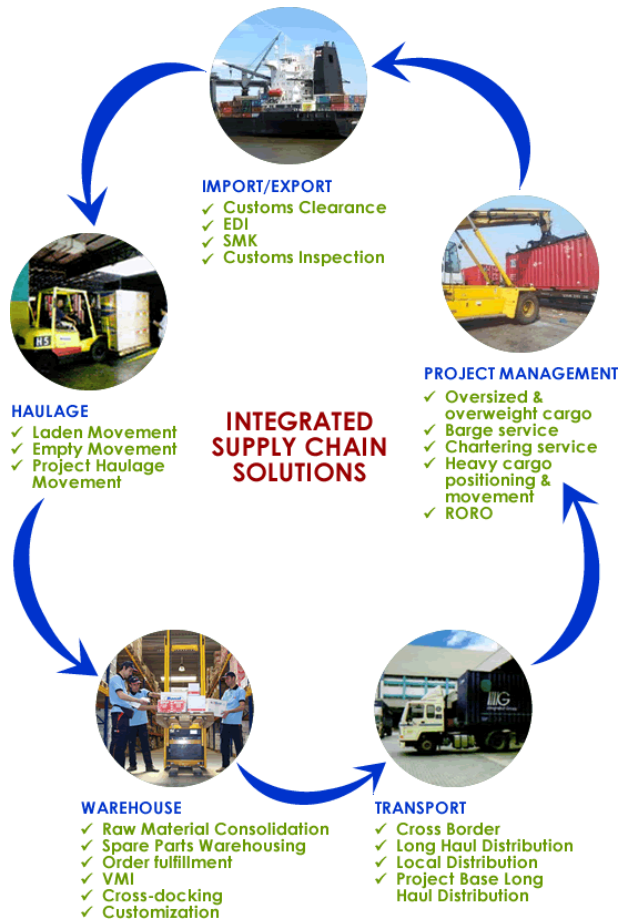 IMPORT/EXPORT
✓ Customs Clearance
✓ EDI
✓ SMK
✓ Customs Inspection
HAULAGE
✓ Laden Movement
✓ Empty Movement
✓ Project Haulage
Movement
INTEGRATED
SUPPLY CHAIN
SOLUTIONS
PROJECT MANAGEMENT
✓ Oversized &
overweight cargo
✓ Barge service
✓ Chartering service
✓ Heavy cargo
positioning &
movement
✓ RORO
WAREHOUSE
✓ Raw Material Consolidation
✓ Spare Parts Warehousing
✓ Order fulfillment
✓ VMI
✓ Cross-docking
✓ Customization
TRANSPORT
✓ Cross Border
✓ Long Haul Distribution
✓ Local Distribution
✓ Project Base Long
Haul Distribution